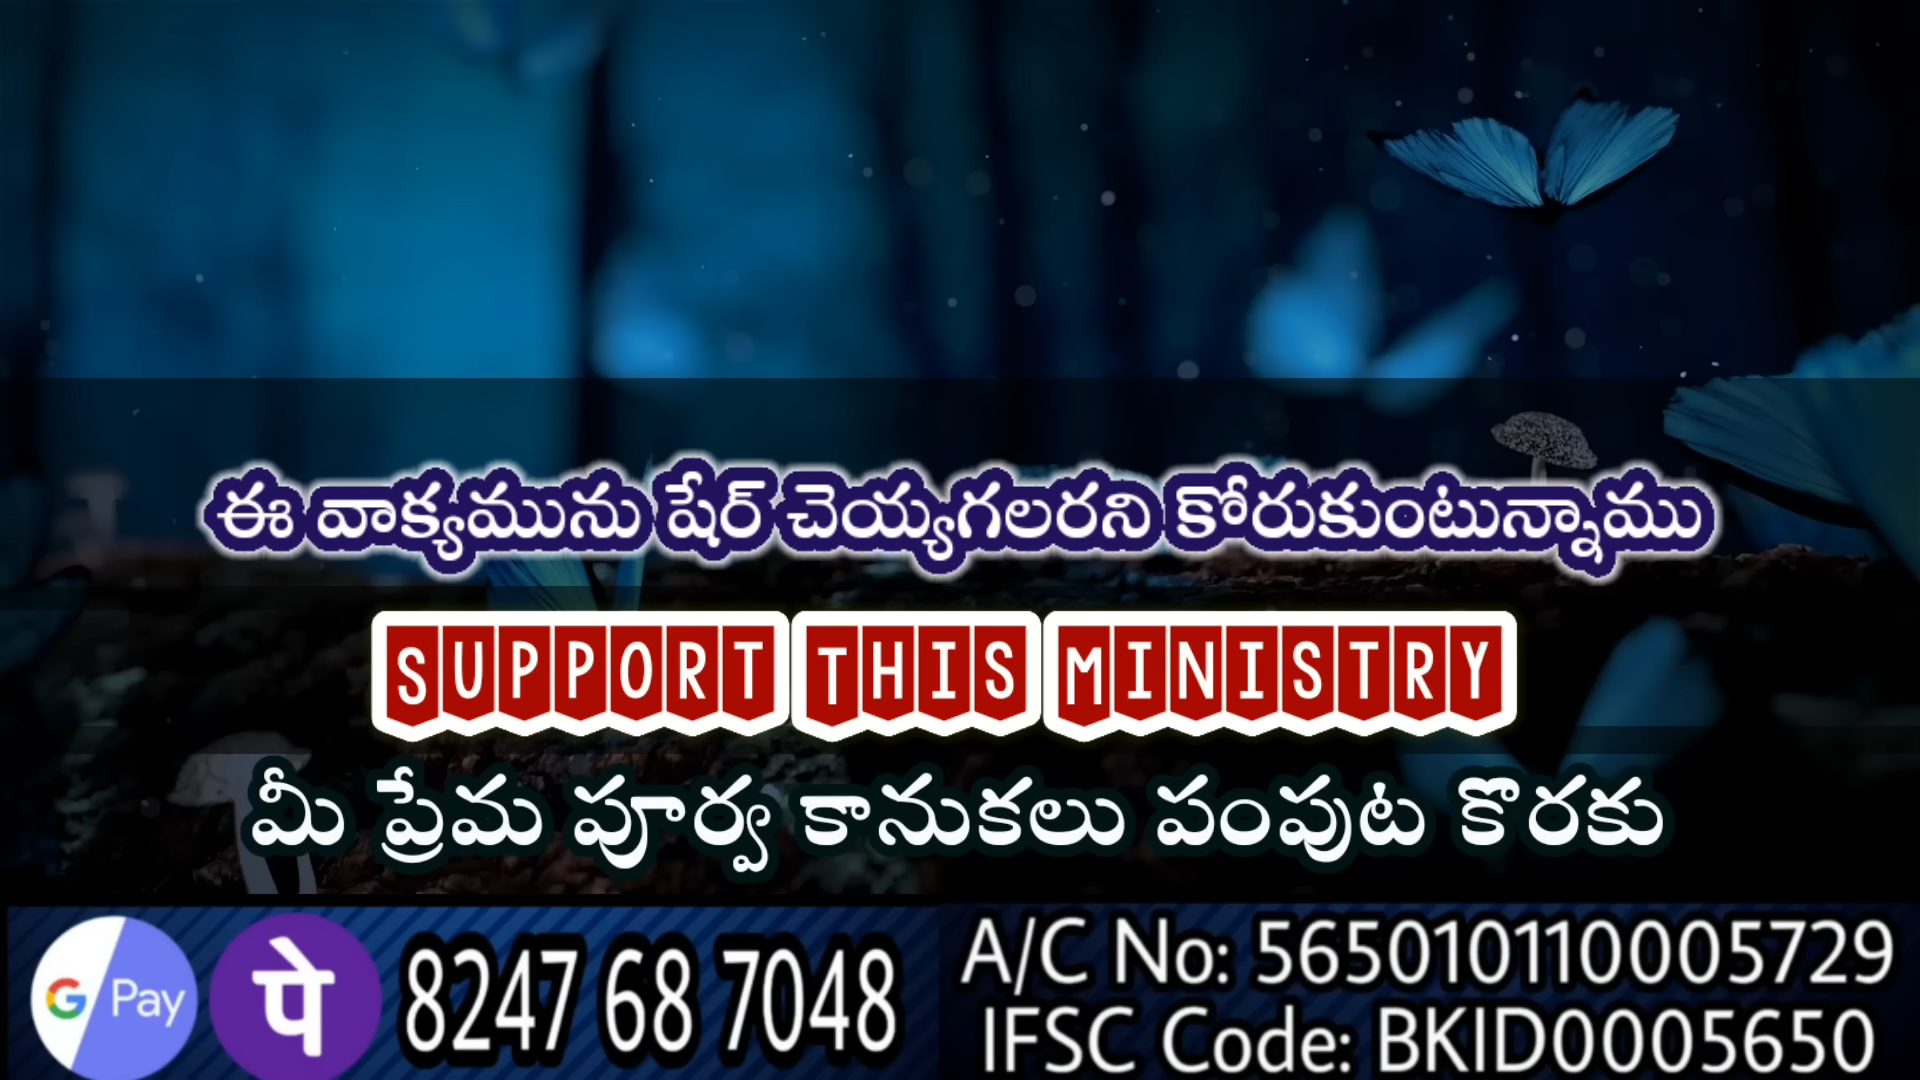 ఈ వాక్యమును షేర్ చెయ్యగలరని కోరుకుంటున్నాము
SUPPORT THIS MINISTRY
మీ ప్రేమ పూర్వ కానుకలు పంపుట కొరకు
G Pay పే 8247 68 7048
A/C No: 565010110005729
IFSC Code: BKID0005650